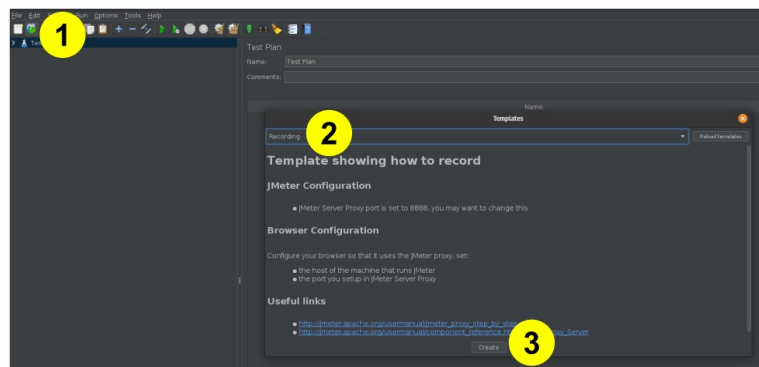 File Edit Run Options Tools Help
1
Test Plan
Name: Test Plan
Comments:
Name:
Templates
Recording
2
Reload templates
Template showing how to record
JMeter Configuration
JMeter Server Proxy port is set to 8888, you may want to change this
Browser Configuration
Configure your browser so that it uses the JMeter proxy, set:
the host of the machine that runs JMeter
the port you setup in JMeter Server Proxy
Useful links
http://jmeter.apache.org/usermanual/jmeter_proxy_step_by_step
http://jmeter.apache.org/usermanual/component_reference.ht oxy_Server
Create
3